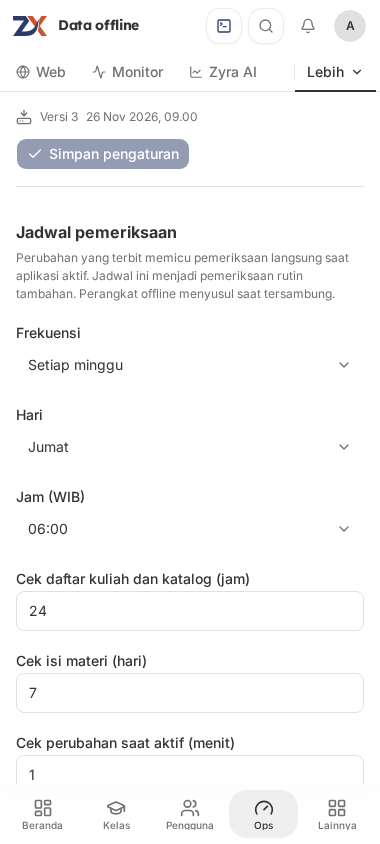 ZX Data offline
A
Web Monitor Zyra AI Lebih
Versi 3 26 Nov 2026, 09.00
Simpan pengaturan
Jadwal pemeriksaan
Perubahan yang terbit memicu pemeriksaan langsung saat
aplikasi aktif. Jadwal ini menjadi pemeriksaan rutin
tambahan. Perangkat offline menyusul saat tersambung.
Frekuensi
Setiap minggu
Hari
Jumat
Jam (WIB)
06:00
Cek daftar kuliah dan katalog (jam)
24
Cek isi materi (hari)
7
Cek perubahan saat aktif (menit)
1
Beranda Kelas Pengguna Ops Lainnya